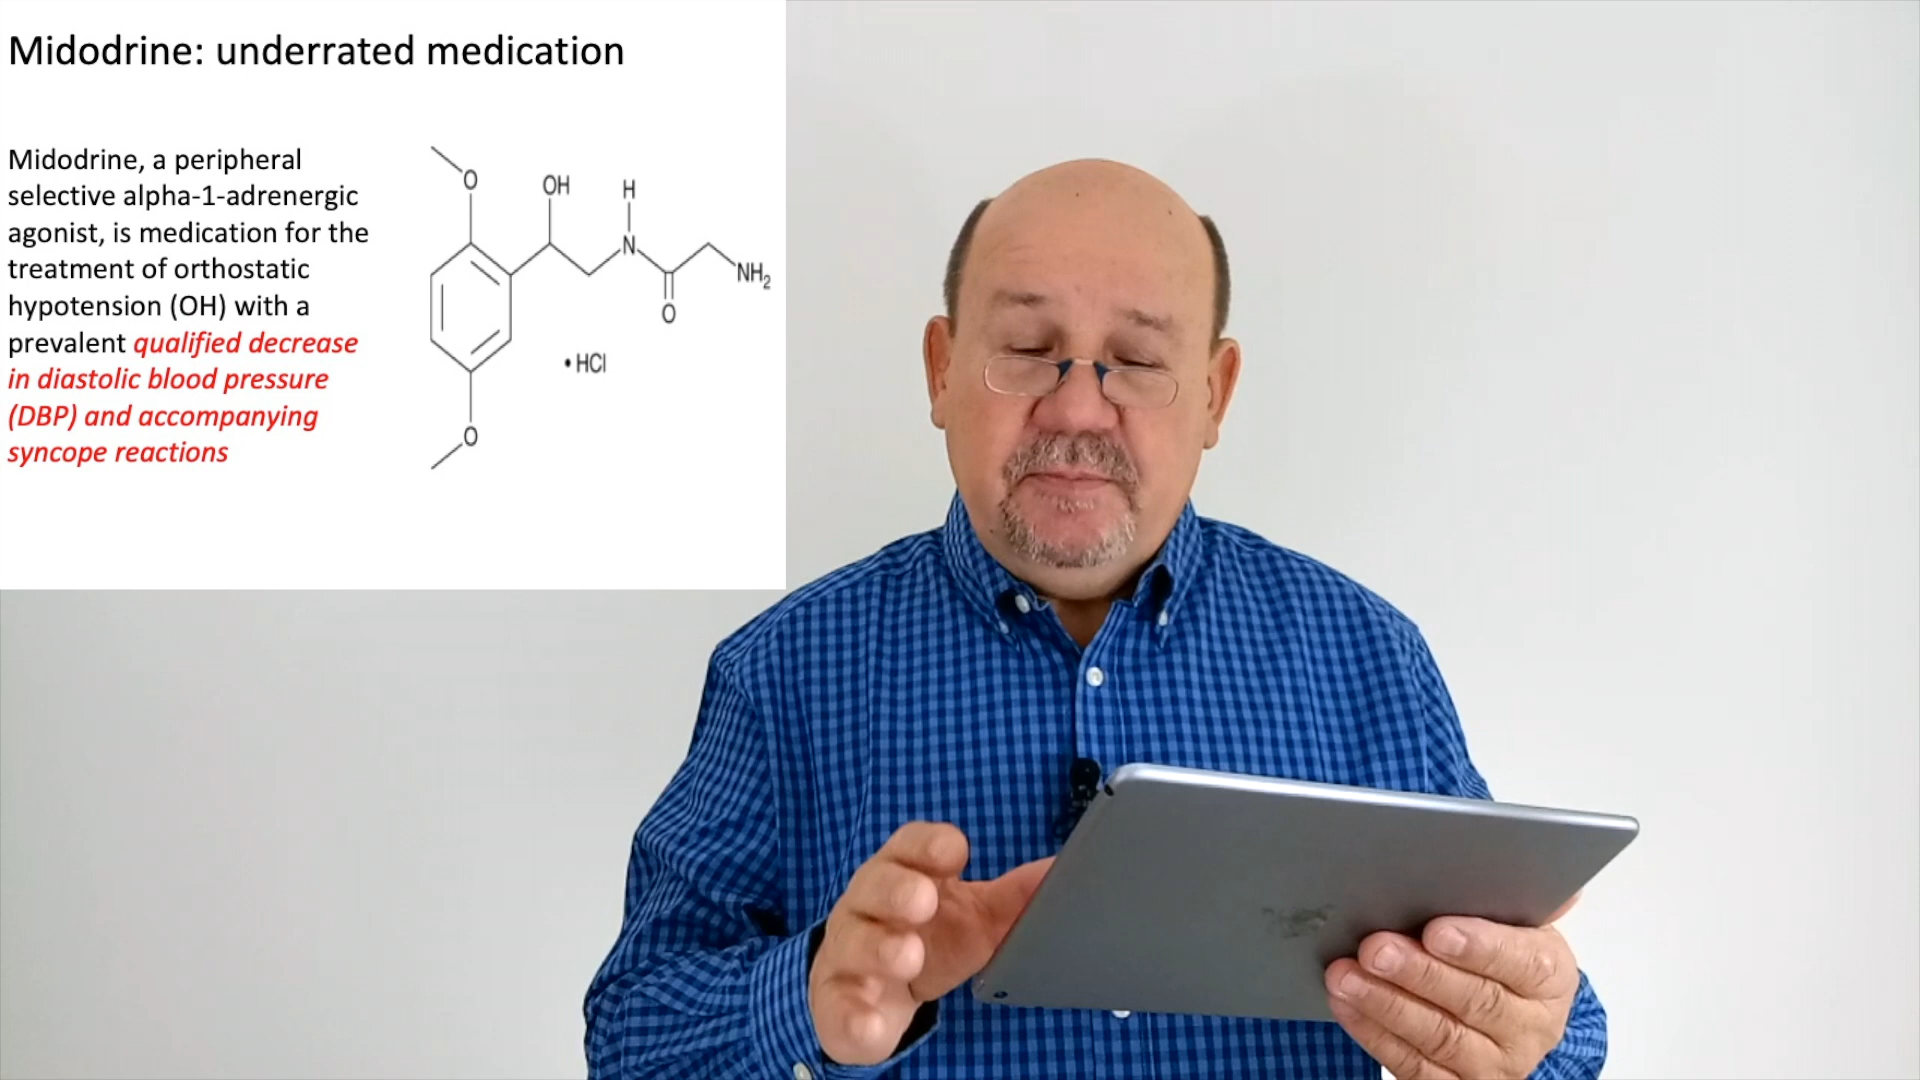 Midodrine: underrated medication
Midodrine, a peripheral
selective alpha-1-adrenergic
agonist, is medication for the
treatment of orthostatic
hypotension (OH) with a
prevalent qualified decrease
in diastolic blood pressure
(DBP) and accompanying
syncope reactions
O
OH
H
N
NH₂
O
• HCl
O